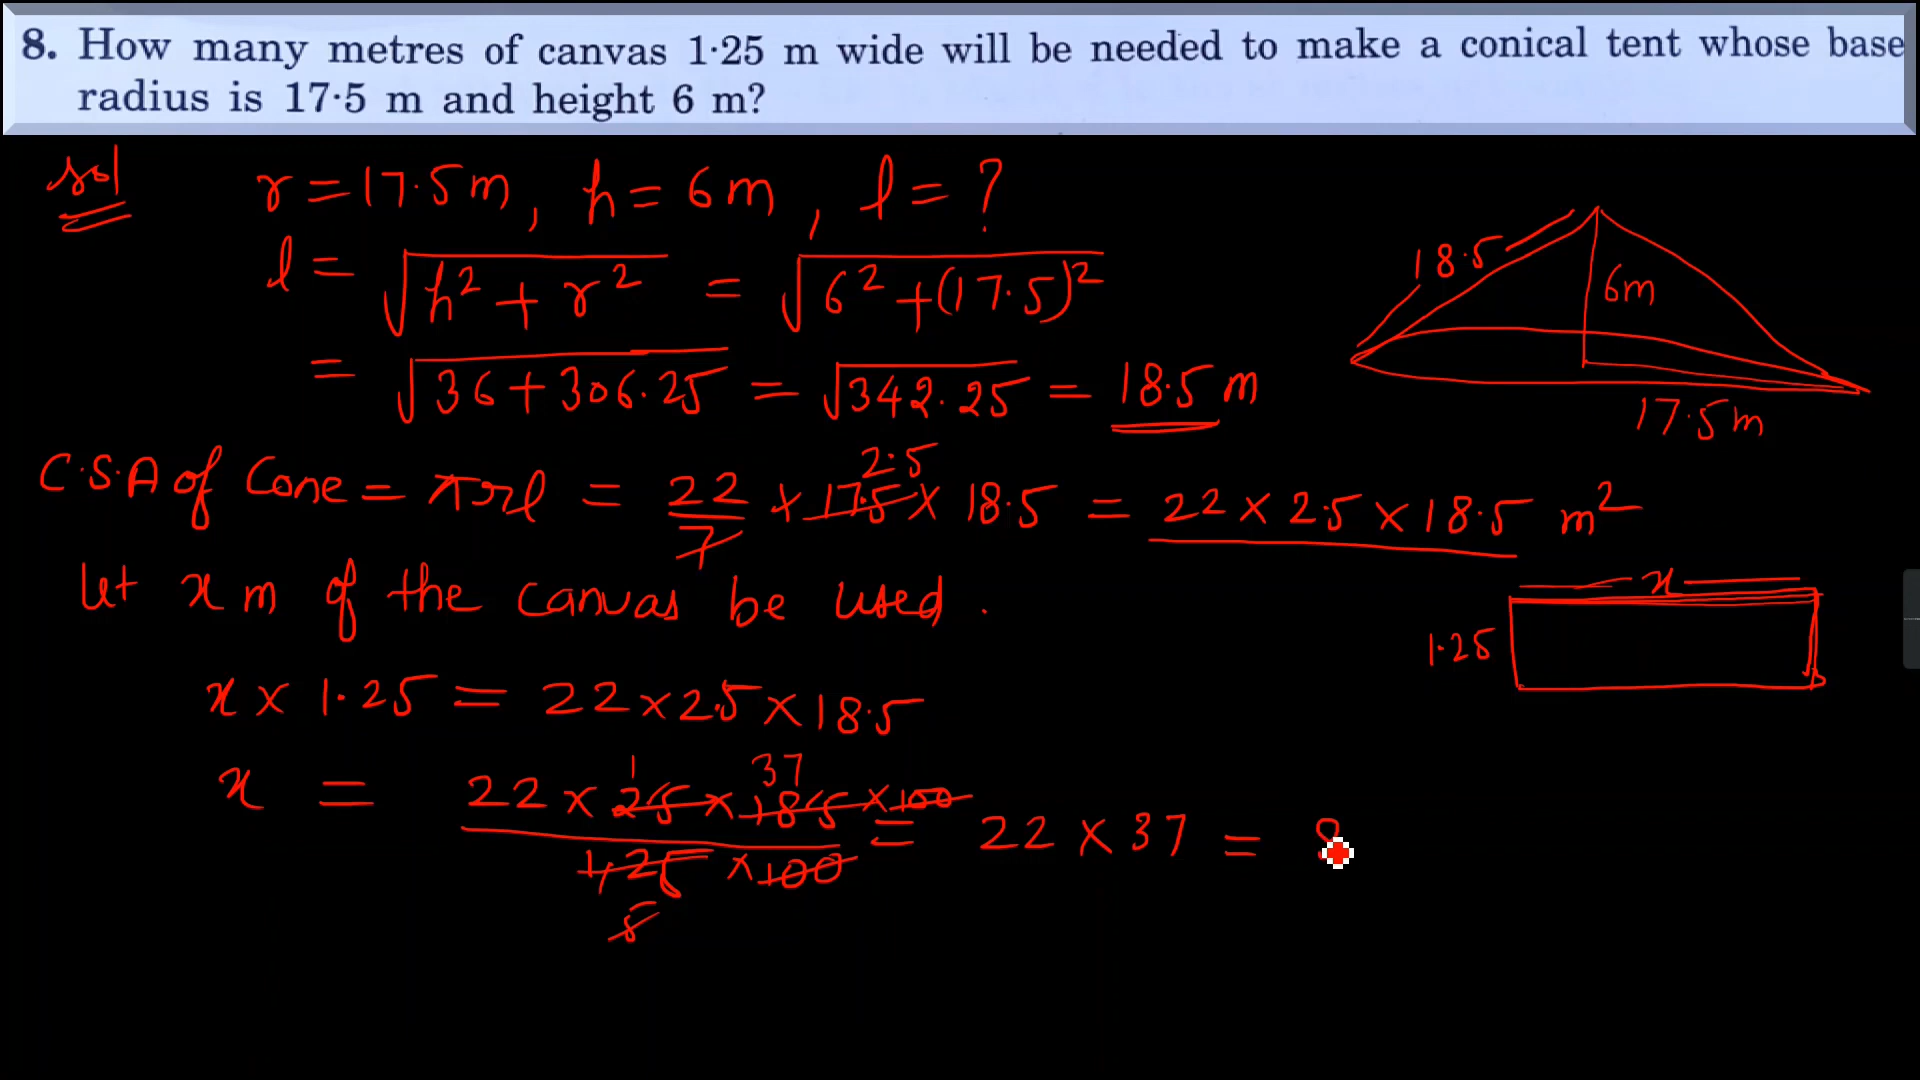 8. How many metres of canvas 1·25 m wide will be needed to make a conical tent whose base
radius is 17·5 m and height 6 m?
sol
r = 17.5 m, h = 6 m, l = ?
l = √(h² + r²) = √(6² + (17.5)²)
= √(36 + 306.25) = √342.25 = 18.5 m
18.5
6m
17.5 m
C.S.A of Cone = πrl = 22/7 × 17.5 × 18.5 = 22 × 2.5 × 18.5 m²
2.5
Let x m of the canvas be used.
x
1.25
x × 1.25 = 22 × 2.5 × 18.5
1 37
x = 22 × 25 × 185 × 100 / 125 × 100 = 22 × 37 = 8
5